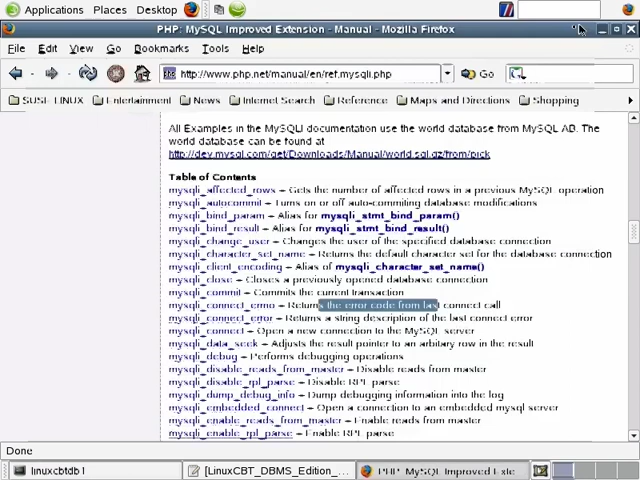 Applications Places Desktop
PHP: MySQL Improved Extension - Manual - Mozilla Firefox
File Edit View Go Bookmarks Tools Help
http://www.php.net/manual/en/ref.mysqli.php Go
SUSE LINUX Entertainment News Internet Search Reference Maps and Directions Shopping
All Examples in the MySQLI documentation use the world database from MySQL AB. The
world database can be found at
http://dev.mysql.com/get/Downloads/Manual/world.sql.gz/from/pick
Table of Contents
mysqli_affected_rows – Gets the number of affected rows in a previous MySQL operation
mysqli_autocommit – Turns on or off auto-commiting database modifications
mysqli_bind_param – Alias for mysqli_stmt_bind_param()
mysqli_bind_result – Alias for mysqli_stmt_bind_result()
mysqli_change_user – Changes the user of the specified database connection
mysqli_character_set_name – Returns the default character set for the database connection
mysqli_client_encoding – Alias of mysqli_character_set_name()
mysqli_close – Closes a previously opened database connection
mysqli_commit – Commits the current transaction
mysqli_connect_errno – Returns the error code from last connect call
mysqli_connect_error – Returns a string description of the last connect error
mysqli_connect – Open a new connection to the MySQL server
mysqli_data_seek – Adjusts the result pointer to an arbitrary row in the result
mysqli_debug – Performs debugging operations
mysqli_disable_reads_from_master – Disable reads from master
mysqli_disable_rpl_parse – Disable RPL parse
mysqli_dump_debug_info – Dump debugging information into the log
mysqli_embedded_connect – Open a connection to an embedded mysql server
mysqli_enable_reads_from_master – Enable reads from master
mysqli_enable_rpl_parse – Enable RPL parse
Done
linuxcbtdb1 [LinuxCBT_DBMS_Edition_... PHP: MySQL Improved Exte